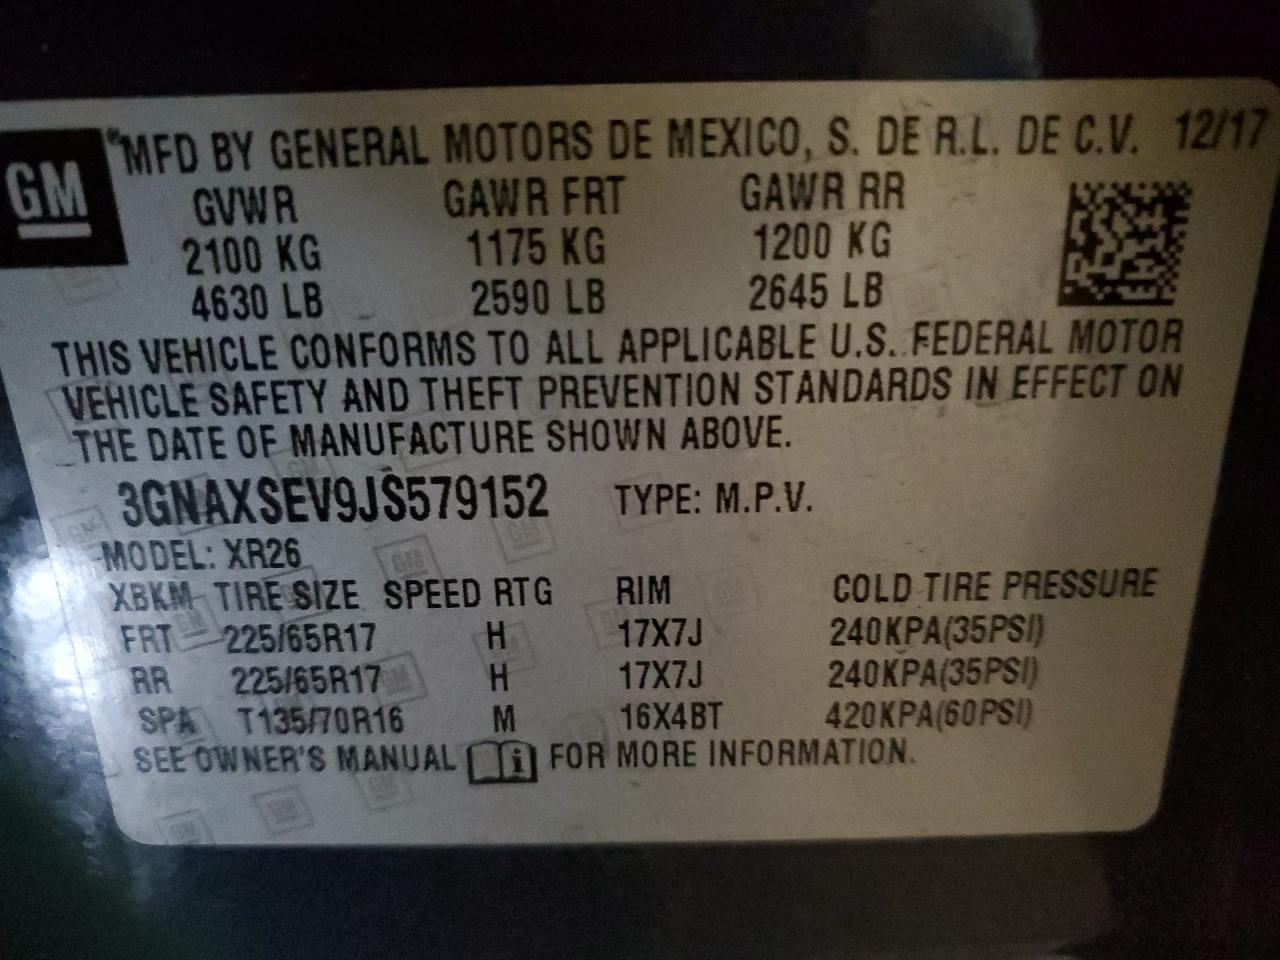 GM
®MFD BY GENERAL MOTORS DE MEXICO, S. DE R.L. DE C.V. 12/17
GVWR GAWR FRT GAWR RR
2100 KG 1175 KG 1200 KG
4630 LB 2590 LB 2645 LB
THIS VEHICLE CONFORMS TO ALL APPLICABLE U.S. FEDERAL MOTOR
VEHICLE SAFETY AND THEFT PREVENTION STANDARDS IN EFFECT ON
THE DATE OF MANUFACTURE SHOWN ABOVE.
3GNAXSEV9JS579152 TYPE: M.P.V.
MODEL: XR26
XBKM TIRE SIZE SPEED RTG RIM COLD TIRE PRESSURE
FRT 225/65R17 H 17X7J 240KPA(35PSI)
RR 225/65R17 H 17X7J 240KPA(35PSI)
SPA T135/70R16 M 16X4BT 420KPA(60PSI)
SEE OWNER'S MANUAL i FOR MORE INFORMATION.